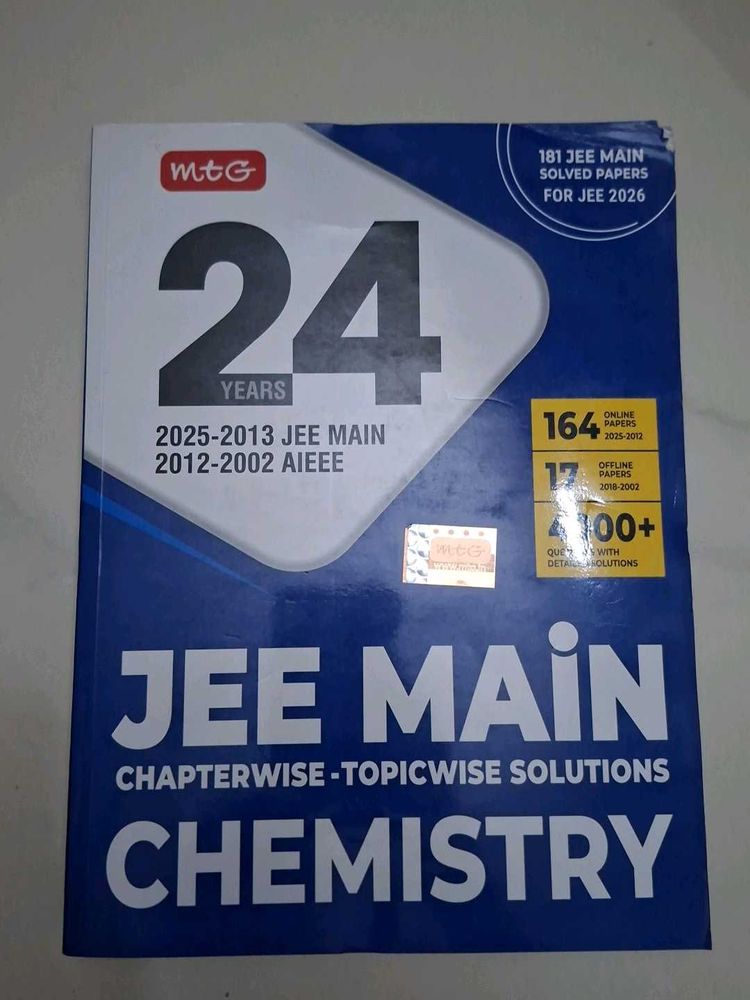 mtG
181 JEE MAIN
SOLVED PAPERS
FOR JEE 2026
24
YEARS
2025-2013 JEE MAIN
2012-2002 AIEEE
164 ONLINE
PAPERS
2025-2012
17 OFFLINE
PAPERS
2018-2002
00+
WITH
SOLUTIONS
mtG
JEE MAiN
CHAPTERWISE-TOPICWISE SOLUTIONS
CHEMISTRY